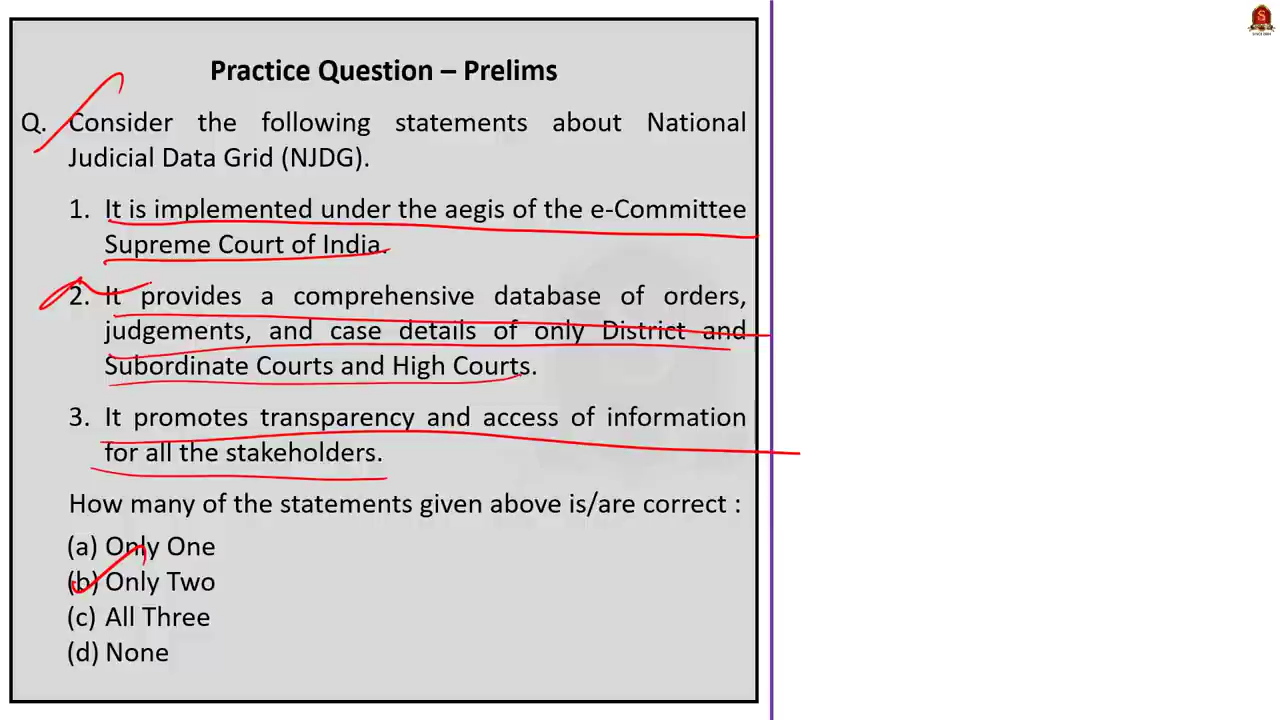 Practice Question – Prelims
Q. Consider the following statements about National
Judicial Data Grid (NJDG).
1. It is implemented under the aegis of the e-Committee
Supreme Court of India.
2. It provides a comprehensive database of orders,
judgements, and case details of only District and
Subordinate Courts and High Courts.
3. It promotes transparency and access of information
for all the stakeholders.
How many of the statements given above is/are correct :
(a) Only One
(b) Only Two
(c) All Three
(d) None